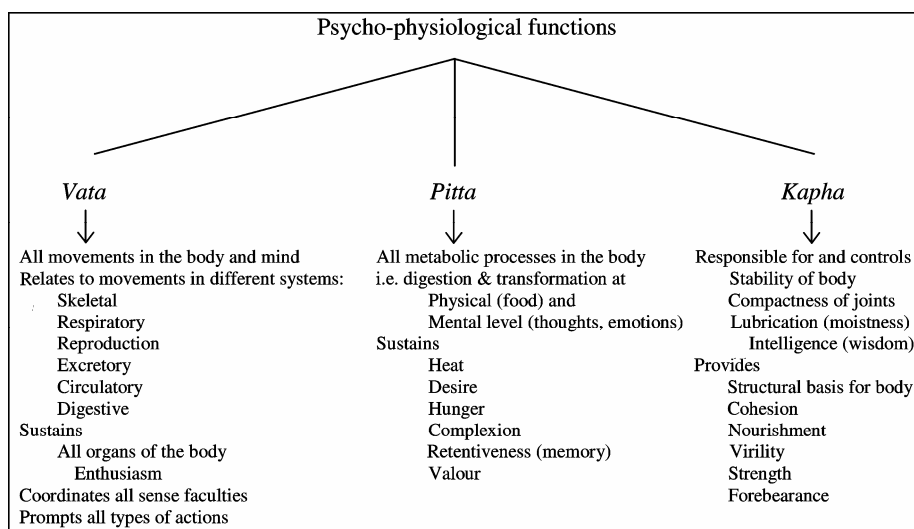 Psycho-physiological functions
Vata
All movements in the body and mind
Relates to movements in different systems:
Skeletal
Respiratory
Reproduction
Excretory
Circulatory
Digestive
Sustains
All organs of the body
Enthusiasm
Coordinates all sense faculties
Prompts all types of actions
Pitta
All metabolic processes in the body
i.e. digestion & transformation at
Physical (food) and
Mental level (thoughts, emotions)
Sustains
Heat
Desire
Hunger
Complexion
Retentiveness (memory)
Valour
Kapha
Responsible for and controls
Stability of body
Compactness of joints
Lubrication (moistness)
Intelligence (wisdom)
Provides
Structural basis for body
Cohesion
Nourishment
Virility
Strength
Forebearance